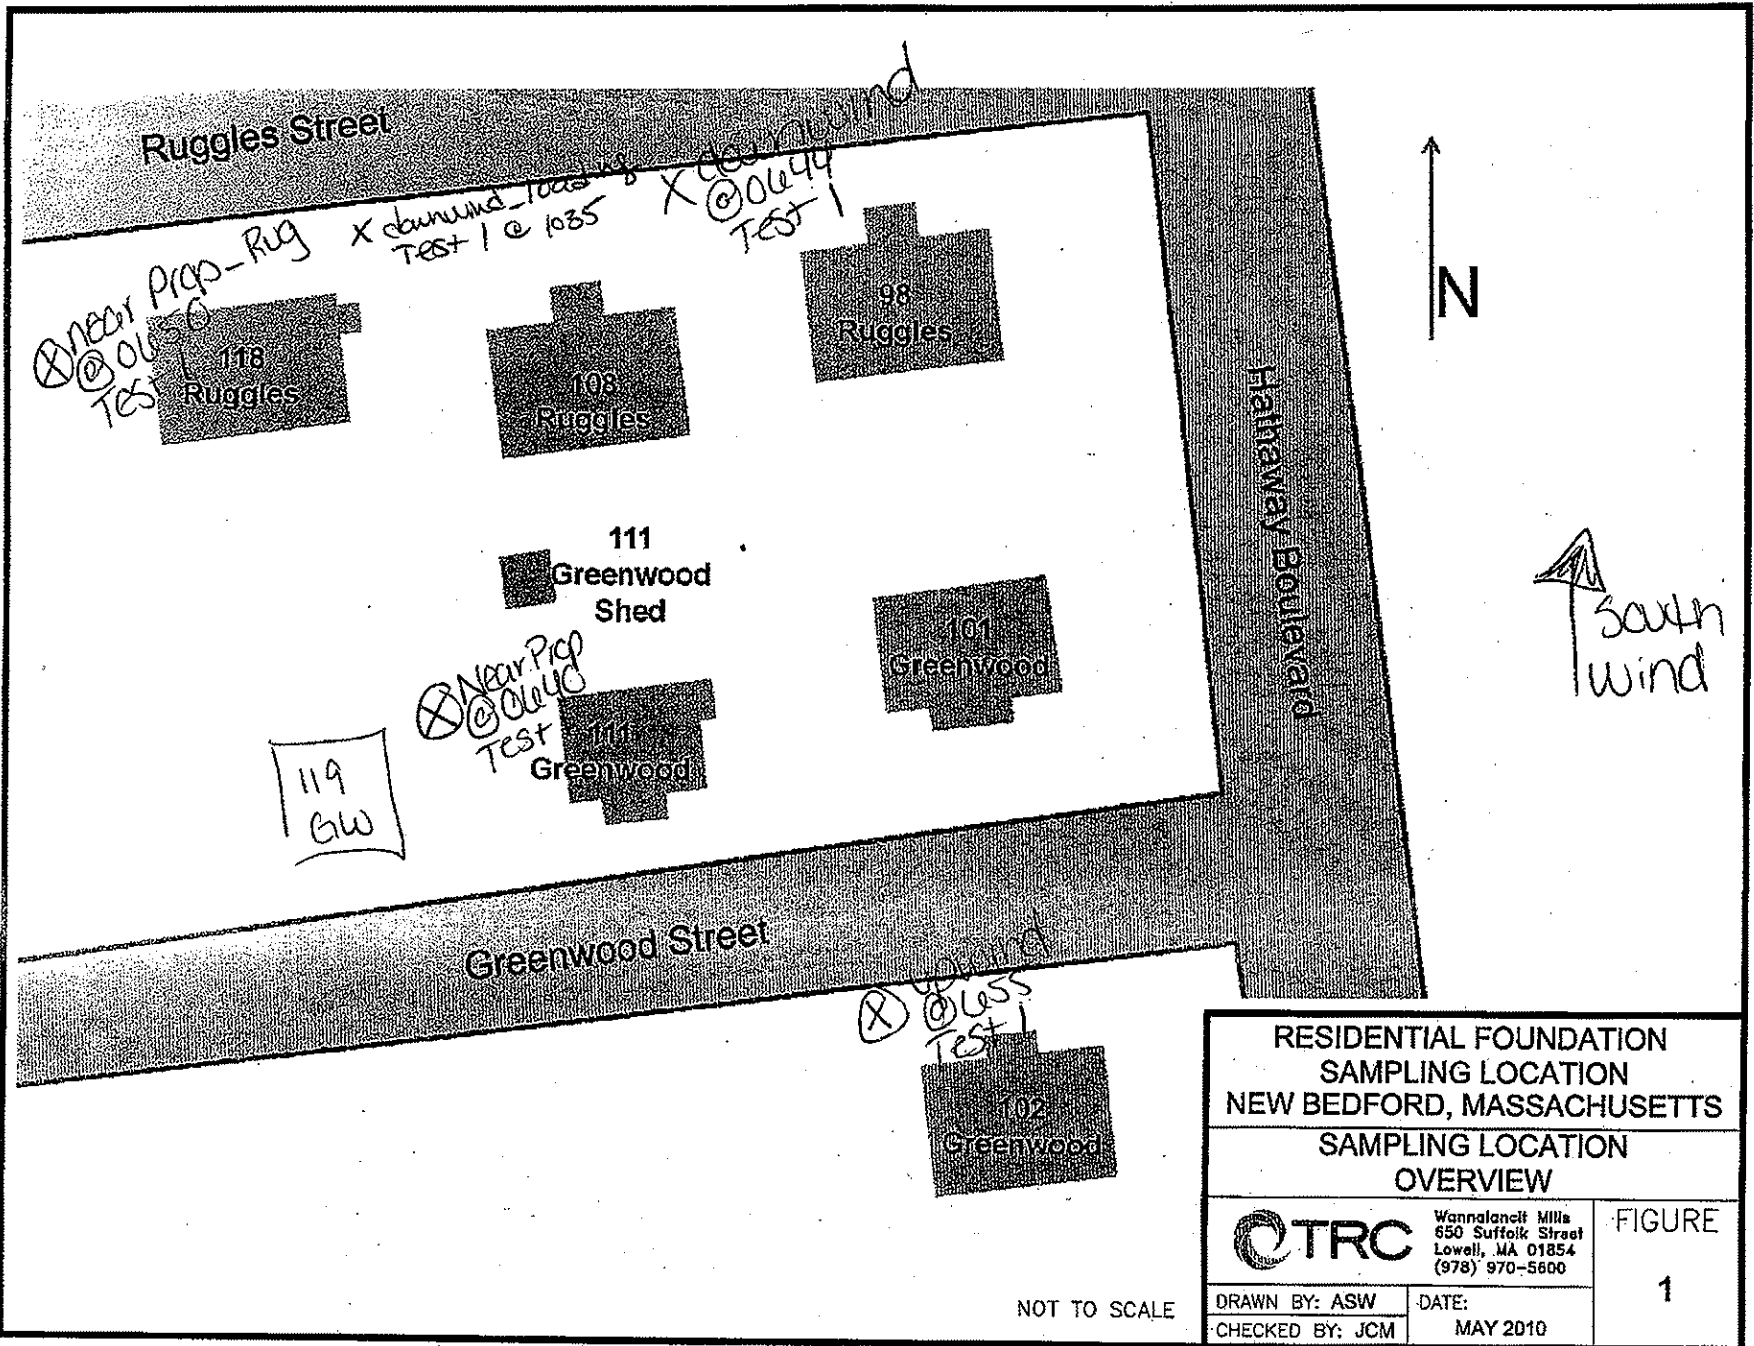 Ruggles Street
X downwind
@ 0644
Test 1
X downwind_loading
Test 1 @ 1035
X near Prop-Rug
@ 0650
Test 1
118
Ruggles
108
Ruggles
98
Ruggles
N
Hathaway Boulevard
111
Greenwood
Shed
101
Greenwood
South
wind
X Near Prop
@ 0640
Test
111
Greenwood
119
GW
Greenwood Street
X upwind
@ 0655
Test 1
102
Greenwood
NOT TO SCALE
RESIDENTIAL FOUNDATION
SAMPLING LOCATION
NEW BEDFORD, MASSACHUSETTS
SAMPLING LOCATION
OVERVIEW
TRC
Wannalancit Mills
650 Suffolk Street
Lowell, MA 01854
(978) 970-5600
FIGURE
1
DRAWN BY: ASW
DATE:
CHECKED BY: JCM
MAY 2010